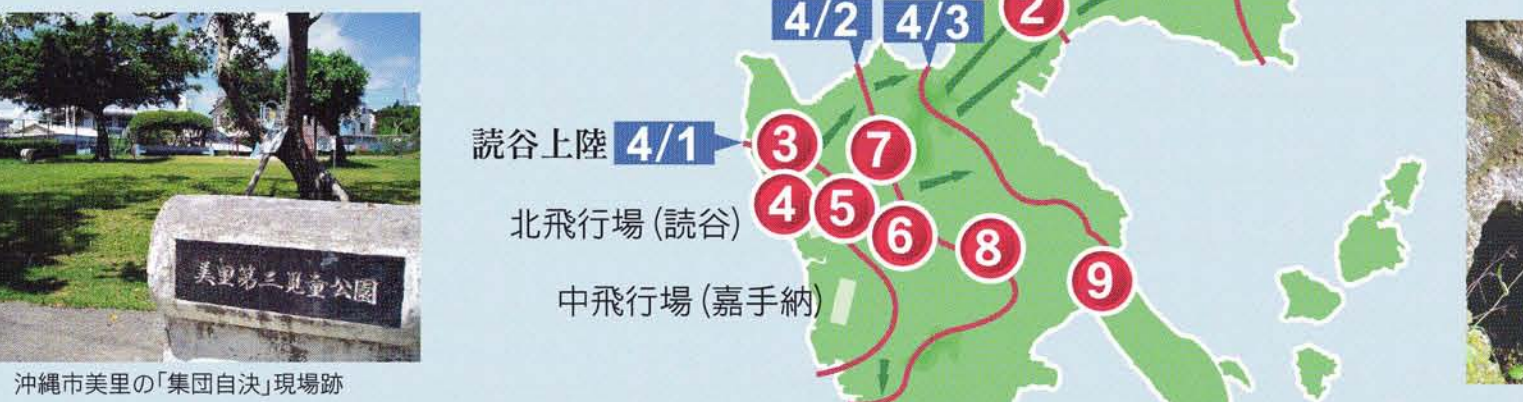 美里第三児童公園
沖縄市美里の「集団自決」現場跡
4/2
4/3
2
読谷上陸 4/1
3
7
4
5
6
8
9
北飛行場(読谷)
中飛行場(嘉手納)